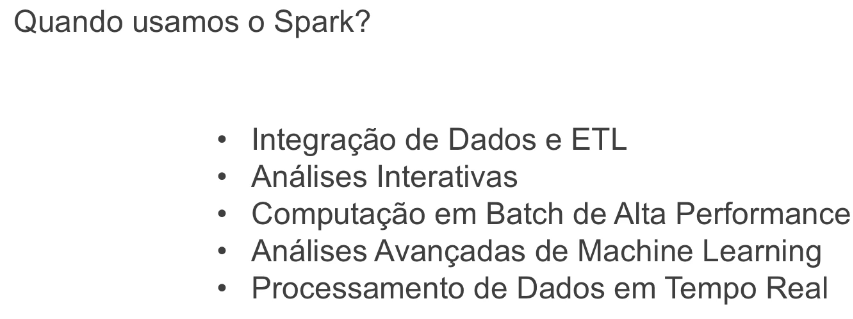 Quando usamos o Spark?
• Integração de Dados e ETL
• Análises Interativas
• Computação em Batch de Alta Performance
• Análises Avançadas de Machine Learning
• Processamento de Dados em Tempo Real